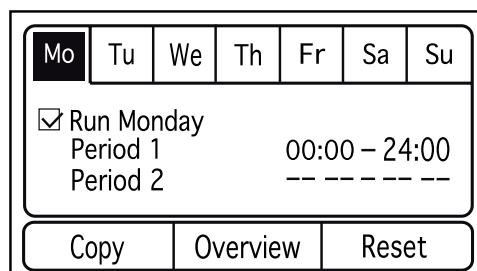 Mo Tu We Th Fr Sa Su
Run Monday
Period 1 00:00 – 24:00
Period 2 –– –– – –– ––
Copy Overview Reset